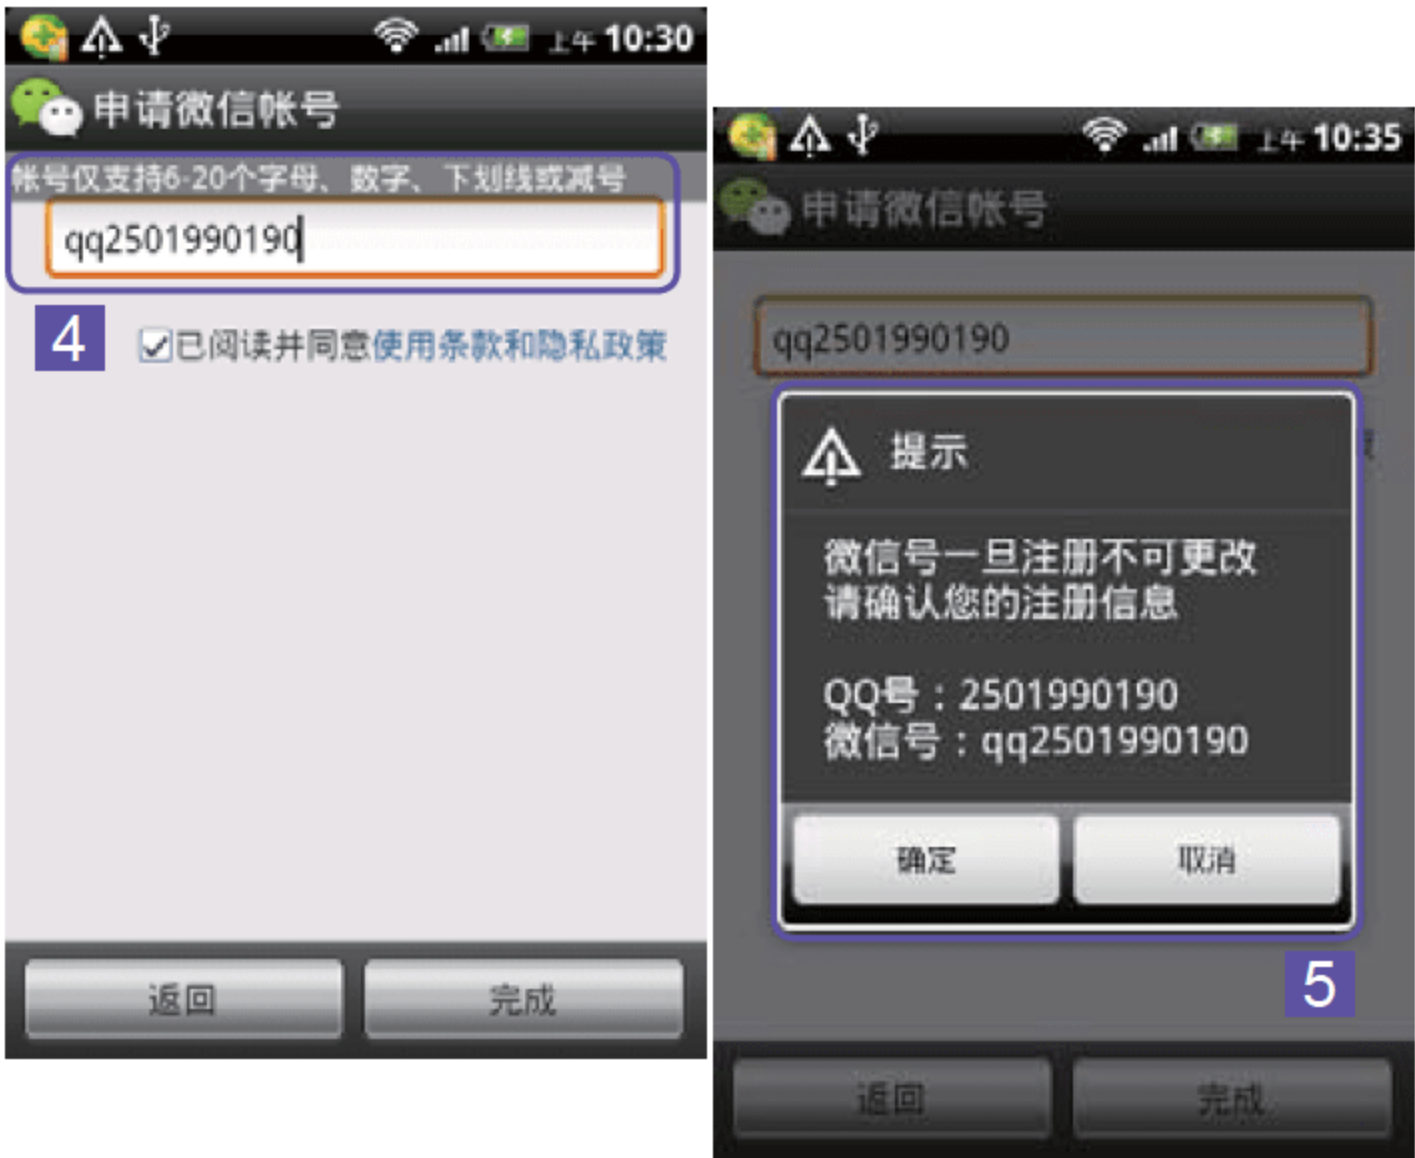 上午 10:30
申请微信帐号
帐号仅支持6-20个字母、数字、下划线或减号
qq2501990190
4
已阅读并同意使用条款和隐私政策
返回
完成
上午 10:35
申请微信帐号
qq2501990190
提示
微信号一旦注册不可更改
请确认您的注册信息
QQ号：2501990190
微信号：qq2501990190
确定
取消
5
返回
完成